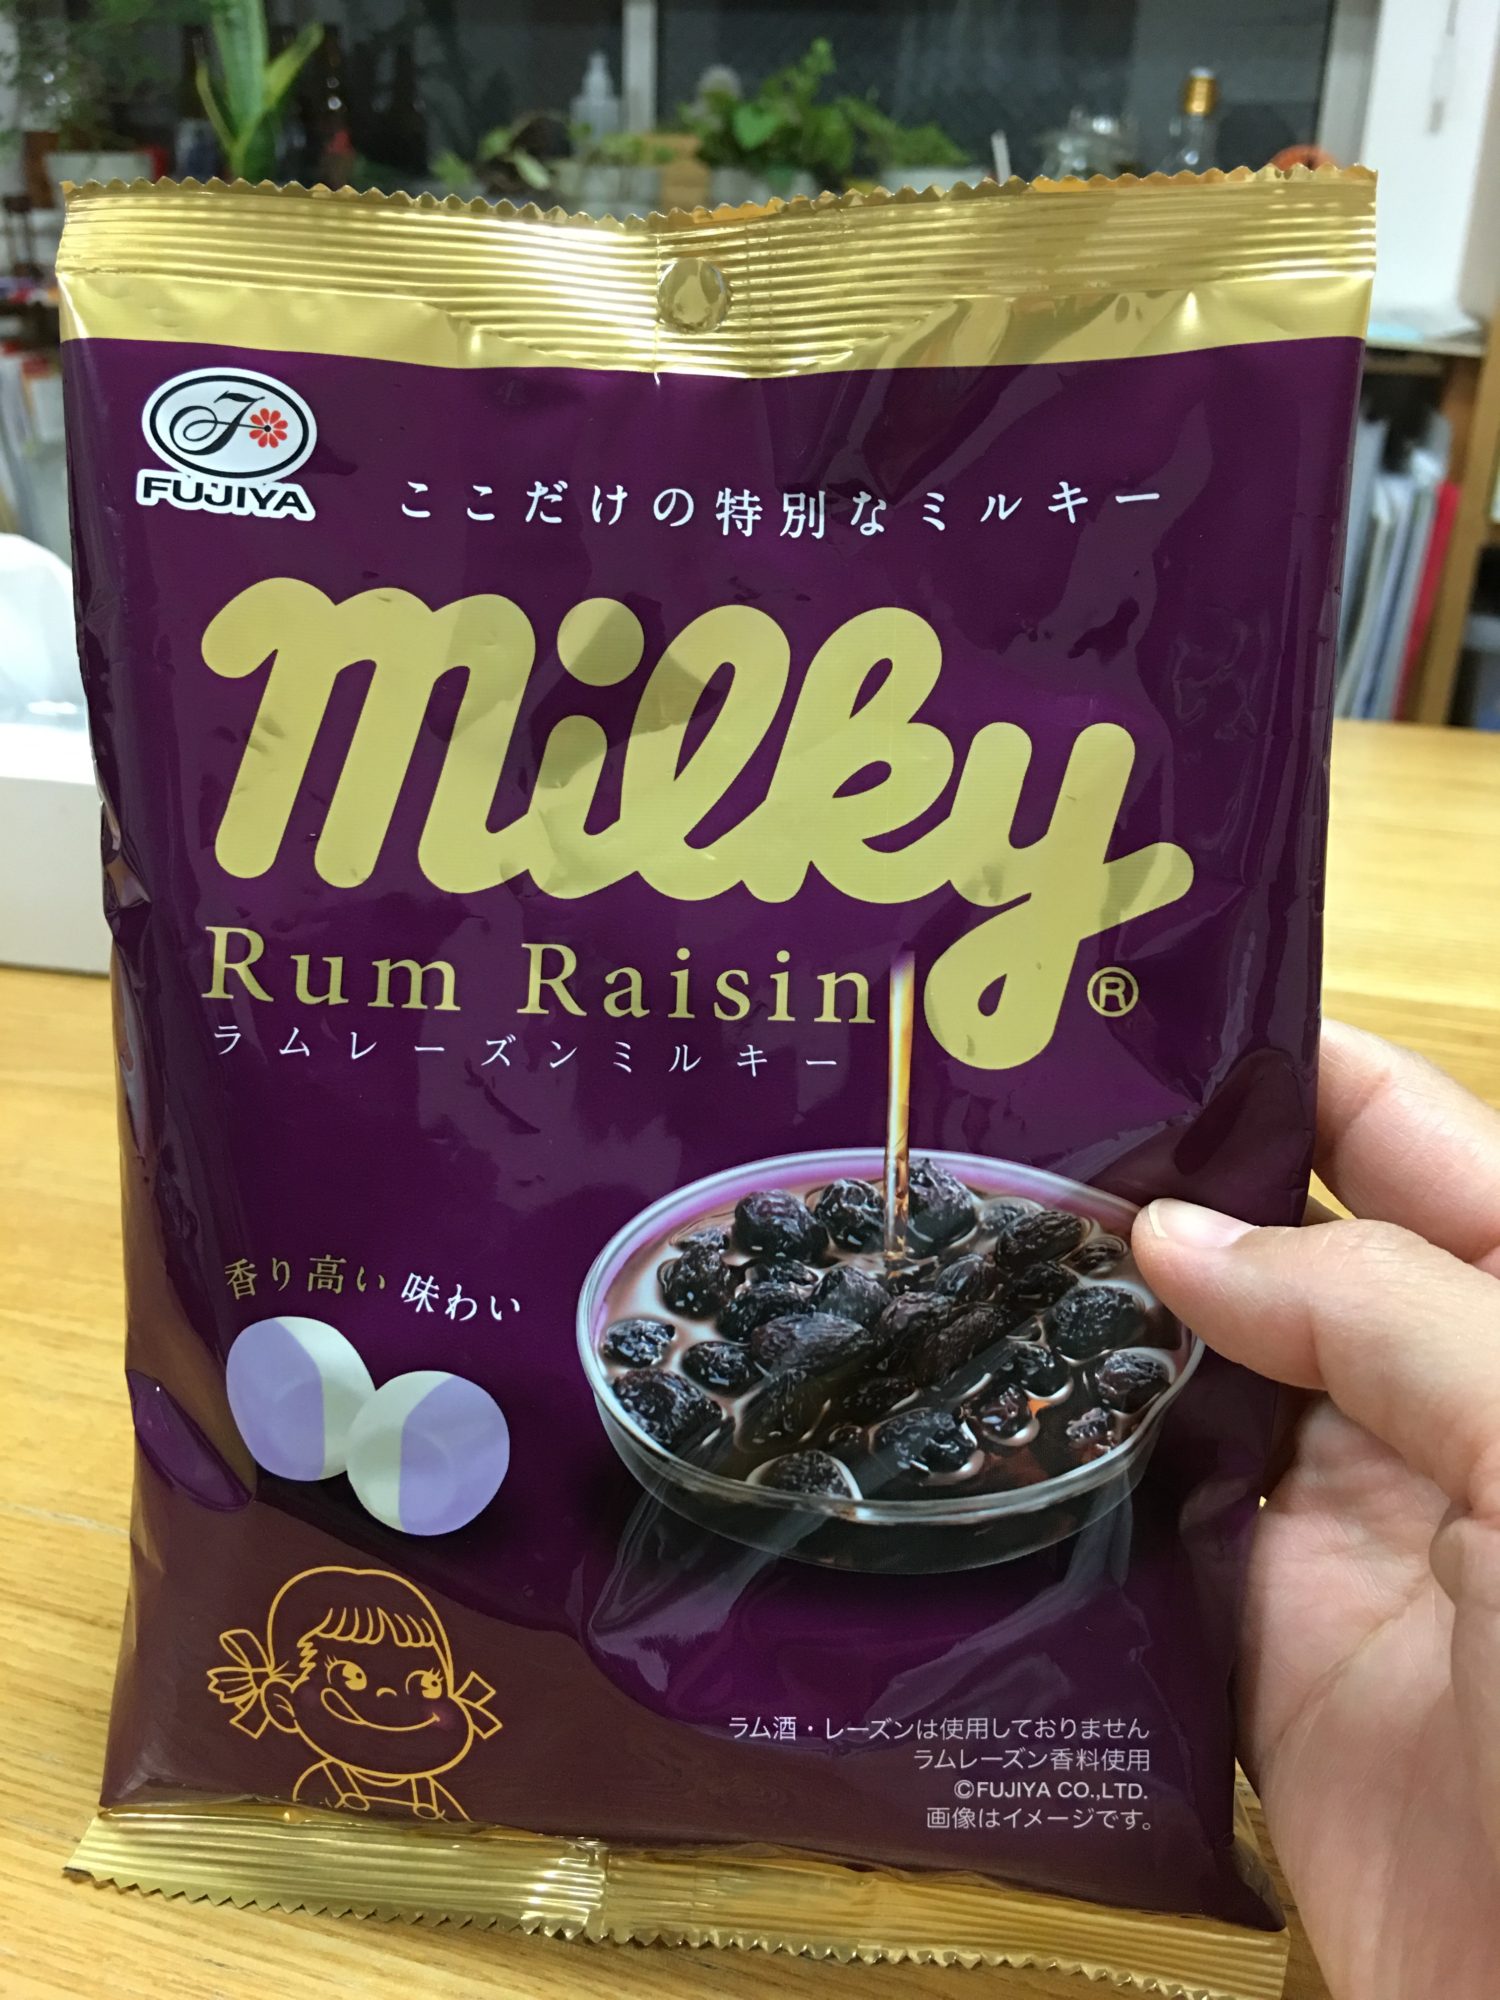 FUJIYA
ここだけの特別なミルキー
milky
®
Rum Raisin
ラムレーズンミルキー
香り高い味わい
ラム酒・レーズンは使用しておりません
ラムレーズン香料使用
©FUJIYA CO.,LTD.
画像はイメージです。